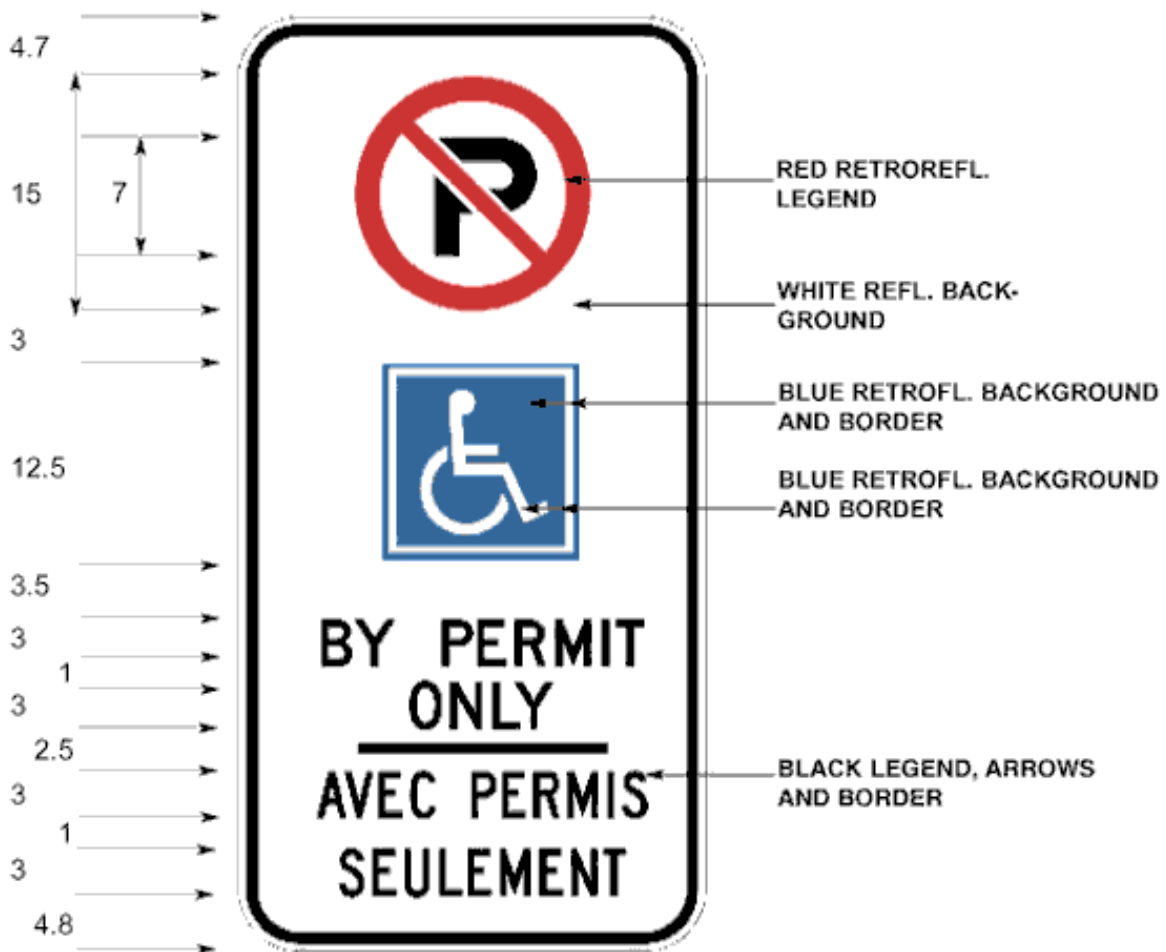 4.7
15
7
3
12.5
3.5
3
1
3
2.5
3
1
3
4.8
P
BY PERMIT
ONLY
AVEC PERMIS
SEULEMENT
RED RETROREFL.
LEGEND
WHITE REFL. BACK-
GROUND
BLUE RETROFL. BACKGROUND
AND BORDER
BLUE RETROFL. BACKGROUND
AND BORDER
BLACK LEGEND, ARROWS
AND BORDER